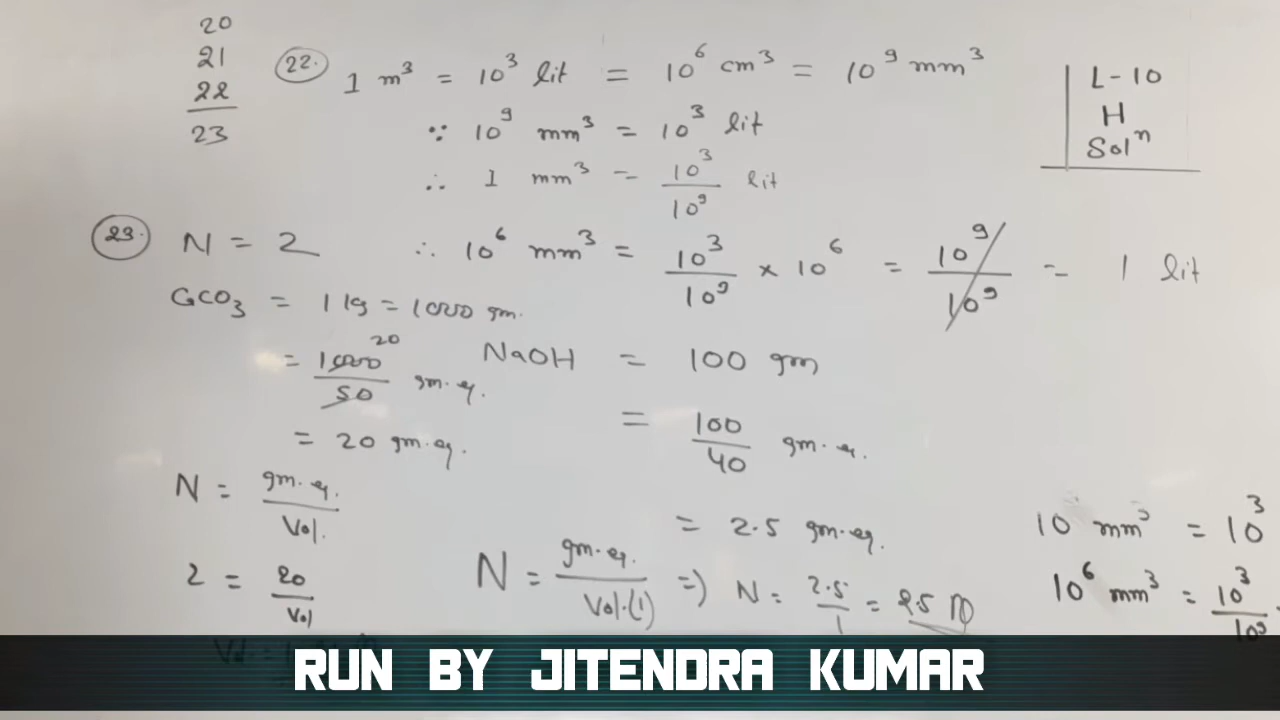 20
21
22
23
22. 1 m³ = 10³ lit = 10⁶ cm³ = 10⁹ mm³
∵ 10⁹ mm³ = 10³ lit
∴ 1 mm³ = 10³/10⁹ lit
∴ 10⁶ mm³ = 10³/10⁹ × 10⁶ = 10⁹/10⁹ = 1 lit
L-10
H
Solⁿ
23. N = 2
CaCO₃ = 1 kg = 1000 gm.
= 1000/50 20 gm.eq.
= 20 gm.eq.
N = gm.eq./Vol.
2 = 20/Vol
NaOH = 100 gm
= 100/40 gm.eq.
= 2.5 gm.eq.
N = gm.eq./Vol.(1) => N = 2.5/1 = 2.5 N
10 mm³ = 10³
10⁶ mm³ = 10³/10⁹
RUN BY JITENDRA KUMAR